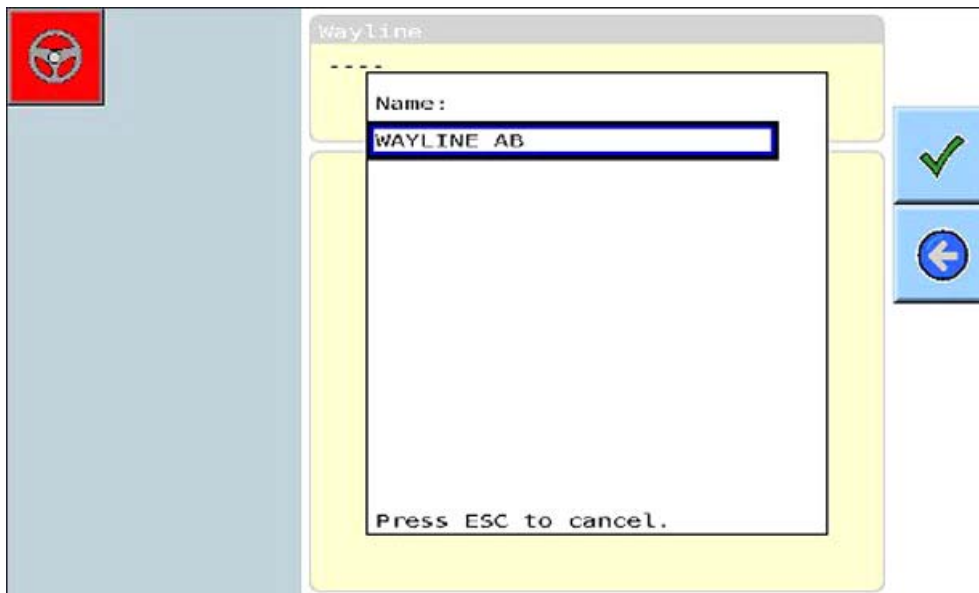 Wayline
----
Name:
WAYLINE AB
Press ESC to cancel.